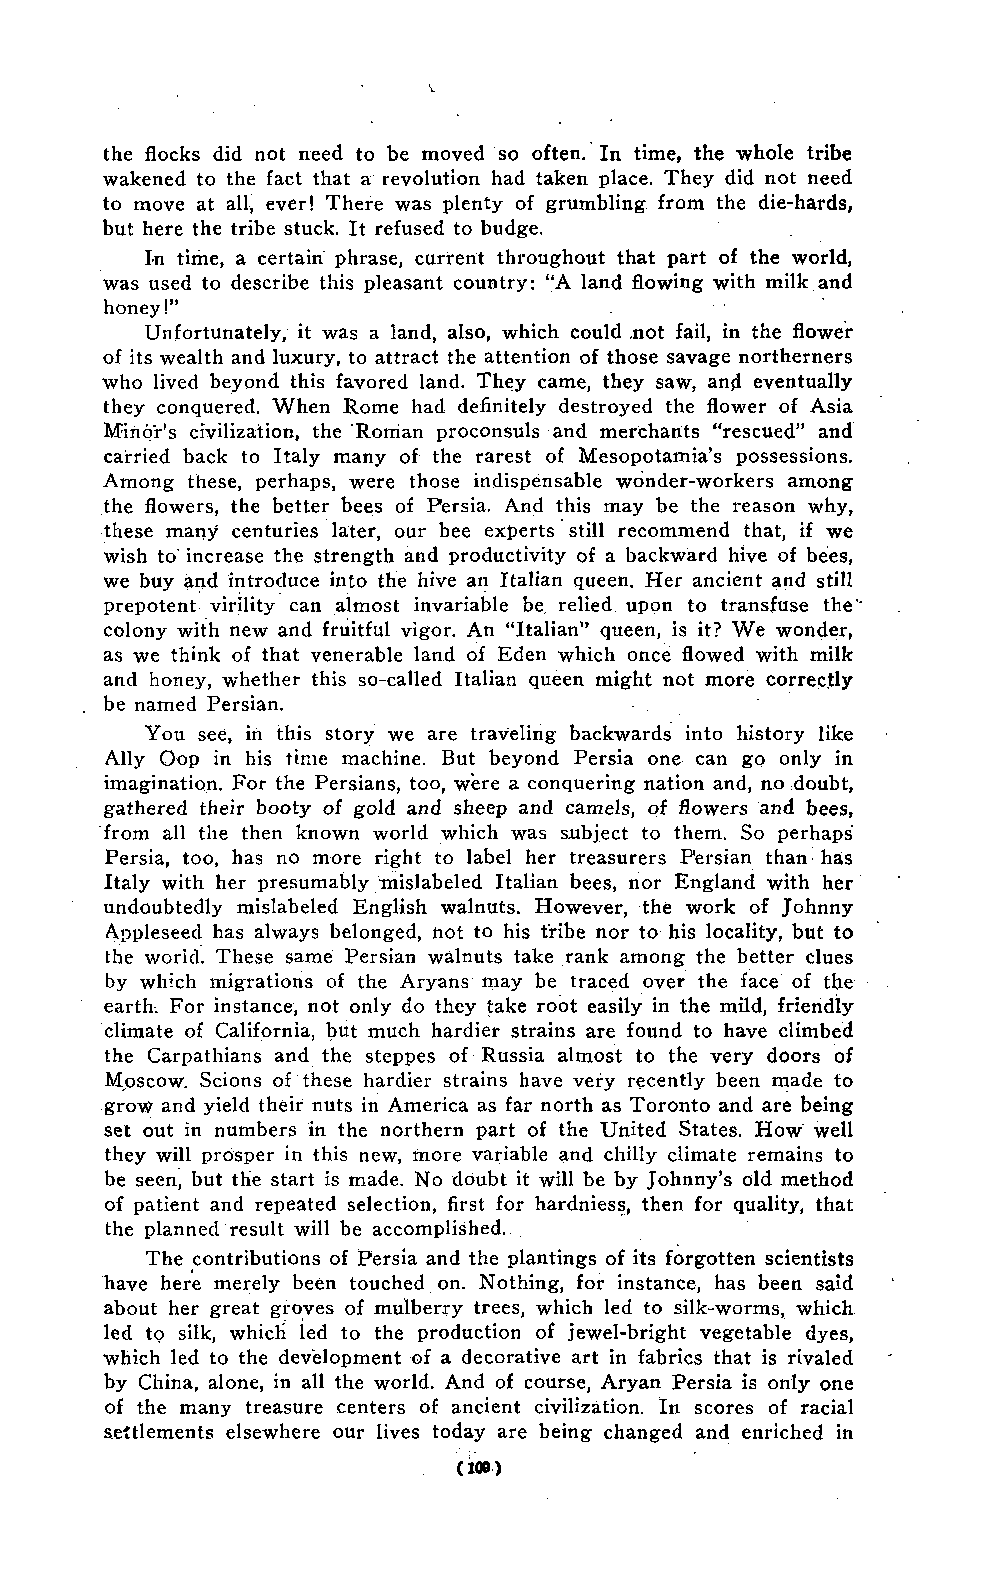 the flocks did not need to be moved so often. In time, the whole tribe
wakened to the fact that a revolution had taken place. They did not need
to move at all, ever! There was plenty of grumbling from the die-hards,
but here the tribe stuck. It refused to budge.
In time, a certain phrase, current throughout that part of the world,
was used to describe this pleasant country: "A land flowing with milk and
honey!"
Unfortunately, it was a land, also, which could not fail, in the flower
of its wealth and luxury, to attract the attention of those savage northerners
who lived beyond this favored land. They came, they saw, and eventually
they conquered. When Rome had definitely destroyed the flower of Asia
Minor's civilization, the Roman proconsuls and merchants "rescued" and
carried back to Italy many of the rarest of Mesopotamia's possessions.
Among these, perhaps, were those indispensable wonder-workers among
the flowers, the better bees of Persia. And this may be the reason why,
these many centuries later, our bee experts still recommend that, if we
wish to increase the strength and productivity of a backward hive of bees,
we buy and introduce into the hive an Italian queen. Her ancient and still
prepotent virility can almost invariable be relied upon to transfuse the
colony with new and fruitful vigor. An "Italian" queen, is it? We wonder,
as we think of that venerable land of Eden which once flowed with milk
and honey, whether this so-called Italian queen might not more correctly
be named Persian.
You see, in this story we are traveling backwards into history like
Ally Oop in his time machine. But beyond Persia one can go only in
imagination. For the Persians, too, were a conquering nation and, no doubt,
gathered their booty of gold and sheep and camels, of flowers and bees,
from all the then known world which was subject to them. So perhaps
Persia, too, has no more right to label her treasurers Persian than has
Italy with her presumably mislabeled Italian bees, nor England with her
undoubtedly mislabeled English walnuts. However, the work of Johnny
Appleseed has always belonged, not to his tribe nor to his locality, but to
the world. These same Persian walnuts take rank among the better clues
by which migrations of the Aryans may be traced over the face of the
earth. For instance, not only do they take root easily in the mild, friendly
climate of California, but much hardier strains are found to have climbed
the Carpathians and the steppes of Russia almost to the very doors of
Moscow. Scions of these hardier strains have very recently been made to
grow and yield their nuts in America as far north as Toronto and are being
set out in numbers in the northern part of the United States. How well
they will prosper in this new, more variable and chilly climate remains to
be seen, but the start is made. No doubt it will be by Johnny's old method
of patient and repeated selection, first for hardniess, then for quality, that
the planned result will be accomplished.
The contributions of Persia and the plantings of its forgotten scientists
have here merely been touched on. Nothing, for instance, has been said
about her great groves of mulberry trees, which led to silk-worms, which
led to silk, which led to the production of jewel-bright vegetable dyes,
which led to the development of a decorative art in fabrics that is rivaled
by China, alone, in all the world. And of course, Aryan Persia is only one
of the many treasure centers of ancient civilization. In scores of racial
settlements elsewhere our lives today are being changed and enriched in
(109)